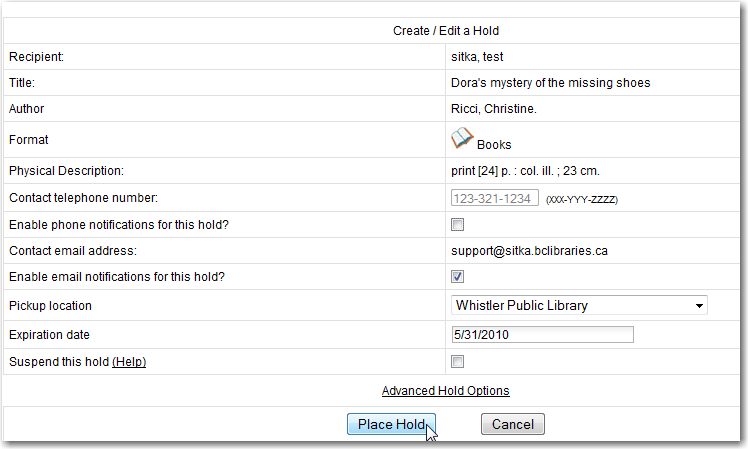 Create / Edit a Hold
Recipient: sitka, test
Title: Dora's mystery of the missing shoes
Author Ricci, Christine.
Format Books
Physical Description: print [24] p. : col. ill. ; 23 cm.
Contact telephone number: 123-321-1234 (XXX-YYY-ZZZZ)
Enable phone notifications for this hold?
Contact email address: support@sitka.bclibraries.ca
Enable email notifications for this hold?
Pickup location Whistler Public Library
Expiration date 5/31/2010
Suspend this hold (Help)
Advanced Hold Options
Place Hold Cancel